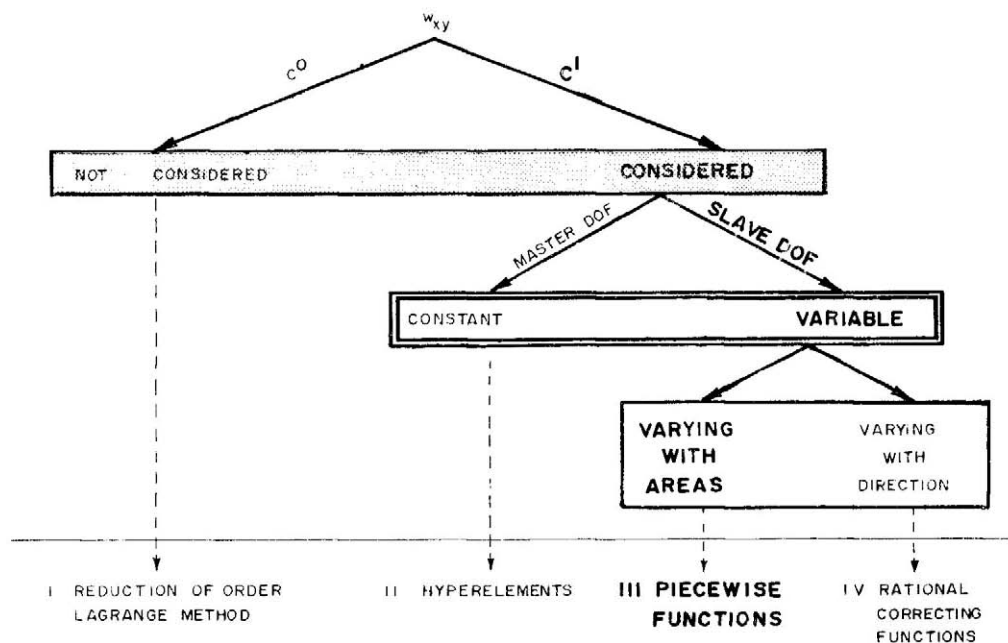 w_xy
C^0
C^1
NOT CONSIDERED
CONSIDERED
MASTER DOF
SLAVE DOF
CONSTANT
VARIABLE
VARYING
WITH
AREAS
VARYING
WITH
DIRECTION
I REDUCTION OF ORDER
LAGRANGE METHOD
II HYPERELEMENTS
III PIECEWISE
FUNCTIONS
IV RATIONAL
CORRECTING
FUNCTIONS